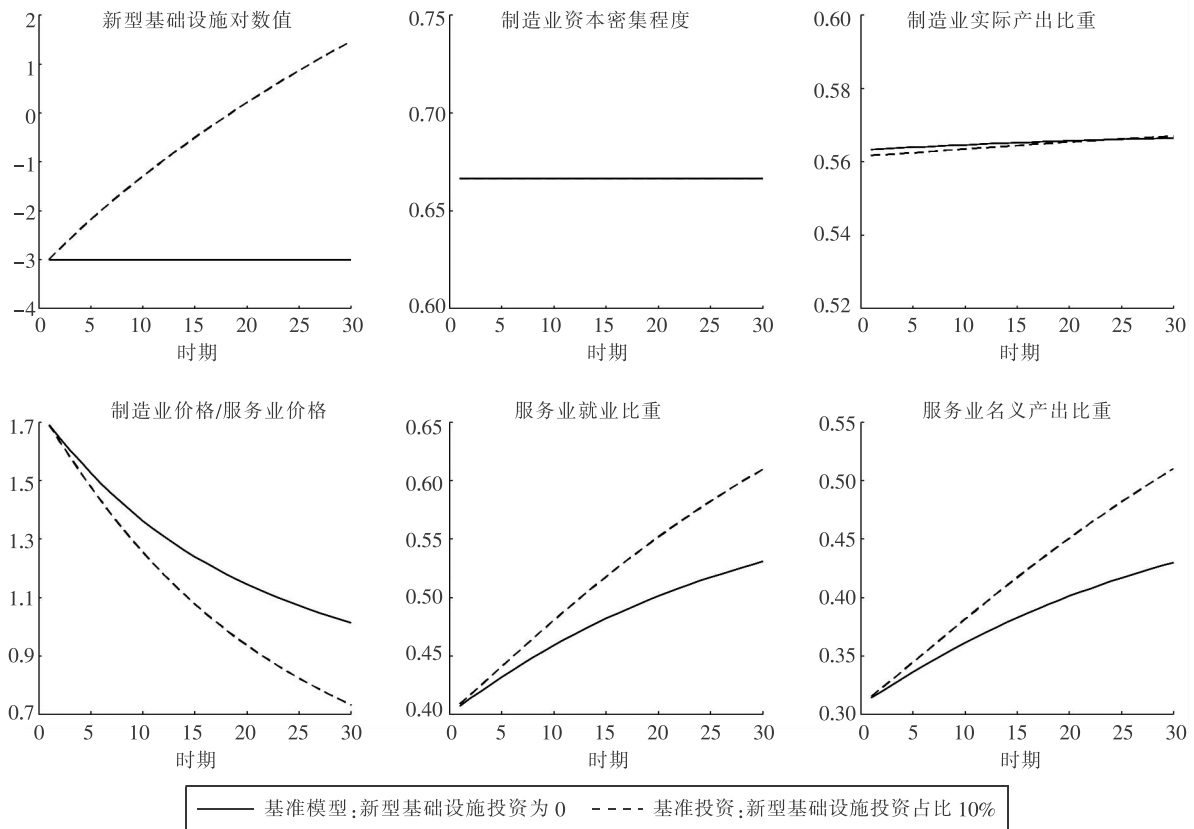 新型基础设施对数值
2
1
0
−1
−2
−3
−4
0 5 10 15 20 25 30
时期
制造业资本密集程度
0.75
0.70
0.65
0.60
0 5 10 15 20 25 30
时期
制造业实际产出比重
0.60
0.58
0.56
0.54
0.52
0 5 10 15 20 25 30
时期
制造业价格/服务业价格
1.7
1.5
1.3
1.1
0.9
0.7
0 5 10 15 20 25 30
时期
服务业就业比重
0.65
0.60
0.55
0.50
0.45
0.40
0 5 10 15 20 25 30
时期
服务业名义产出比重
0.55
0.50
0.45
0.40
0.35
0.30
0 5 10 15 20 25 30
时期
基准模型:新型基础设施投资为 0 基准投资:新型基础设施投资占比 10%